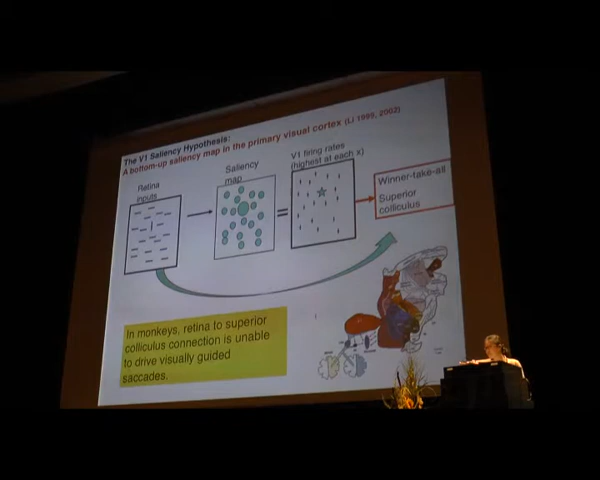 The V1 Saliency Hypothesis:
A bottom-up saliency map in the primary visual cortex (Li 1999, 2002)
Retina
inputs
Saliency
map
V1 firing rates
(highest at each x)
=
Winner-take-all
Superior
colliculus
In monkeys, retina to superior
colliculus connection is unable
to drive visually guided
saccades.